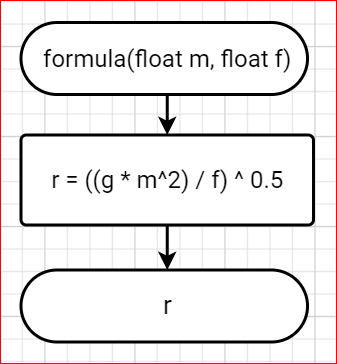 formula(float m, float f)
r = ((g * m^2) / f) ^ 0.5
r